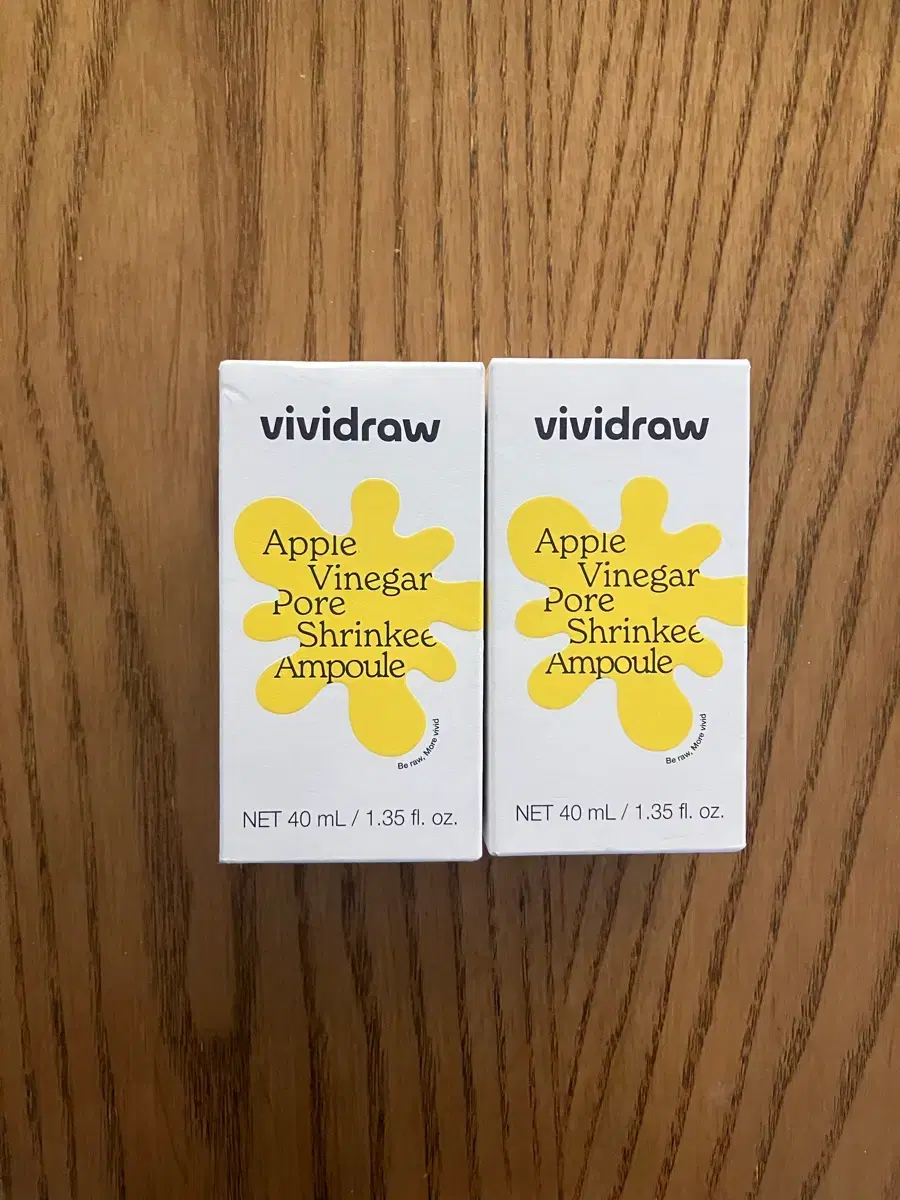 vividraw
Apple
Vinegar
Pore
Shrinkee
Ampoule
Be raw, More vivid
NET 40 mL / 1.35 fl. oz.
vividraw
Apple
Vinegar
Pore
Shrinkee
Ampoule
Be raw, More vivid
NET 40 mL / 1.35 fl. oz.